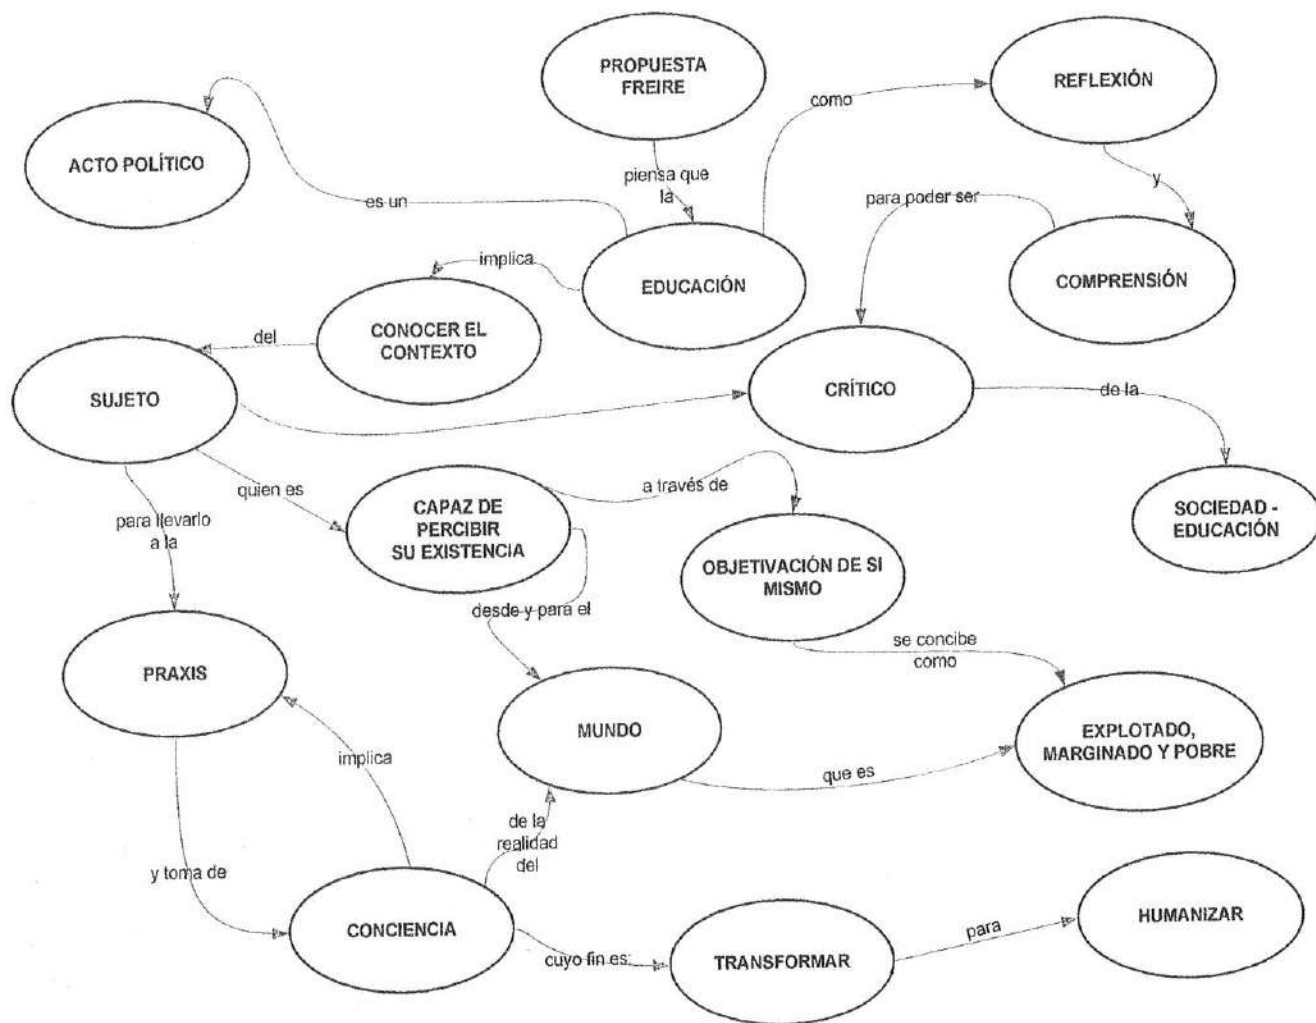 PROPUESTA
FREIRE
REFLEXIÓN
como
ACTO POLÍTICO
piensa que
la
y
es un
para poder ser
implica
EDUCACIÓN
COMPRENSIÓN
CONOCER EL
CONTEXTO
del
SUJETO
CRÍTICO
de la
quien es
a través de
CAPAZ DE
PERCIBIR
SU EXISTENCIA
SOCIEDAD -
EDUCACIÓN
para llevarlo
a la
OBJETIVACIÓN DE SI
MISMO
desde y para el
se concibe
como
PRAXIS
MUNDO
EXPLOTADO,
MARGINADO Y POBRE
implica
que es
de la
realidad
del
y toma de
CONCIENCIA
cuyo fin es:
TRANSFORMAR
para
HUMANIZAR